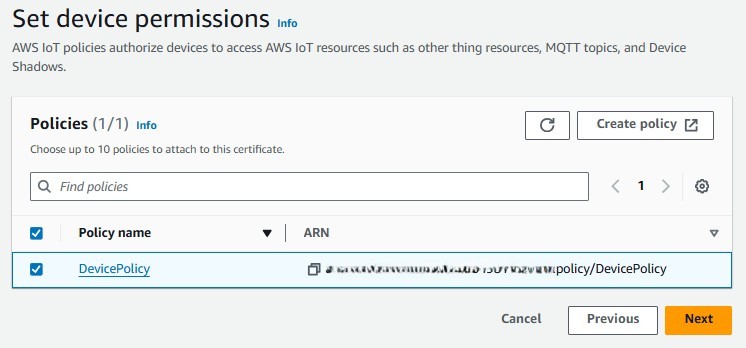 Set device permissions Info
AWS IoT policies authorize devices to access AWS IoT resources such as other thing resources, MQTT topics, and Device
Shadows.
Policies (1/1) Info
Create policy
Choose up to 10 policies to attach to this certificate.
Find policies
1
Policy name ARN
DevicePolicy policy/DevicePolicy
Cancel Previous Next